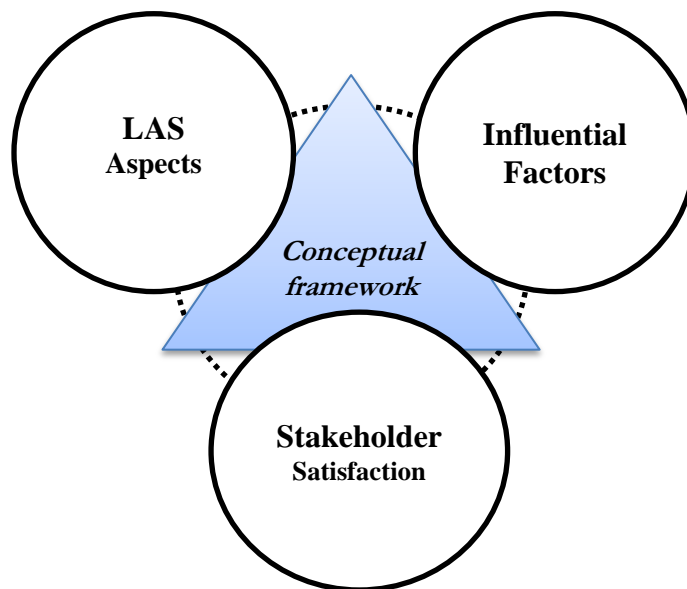 LAS
Aspects
Influential
Factors
Conceptual
framework
Stakeholder
Satisfaction